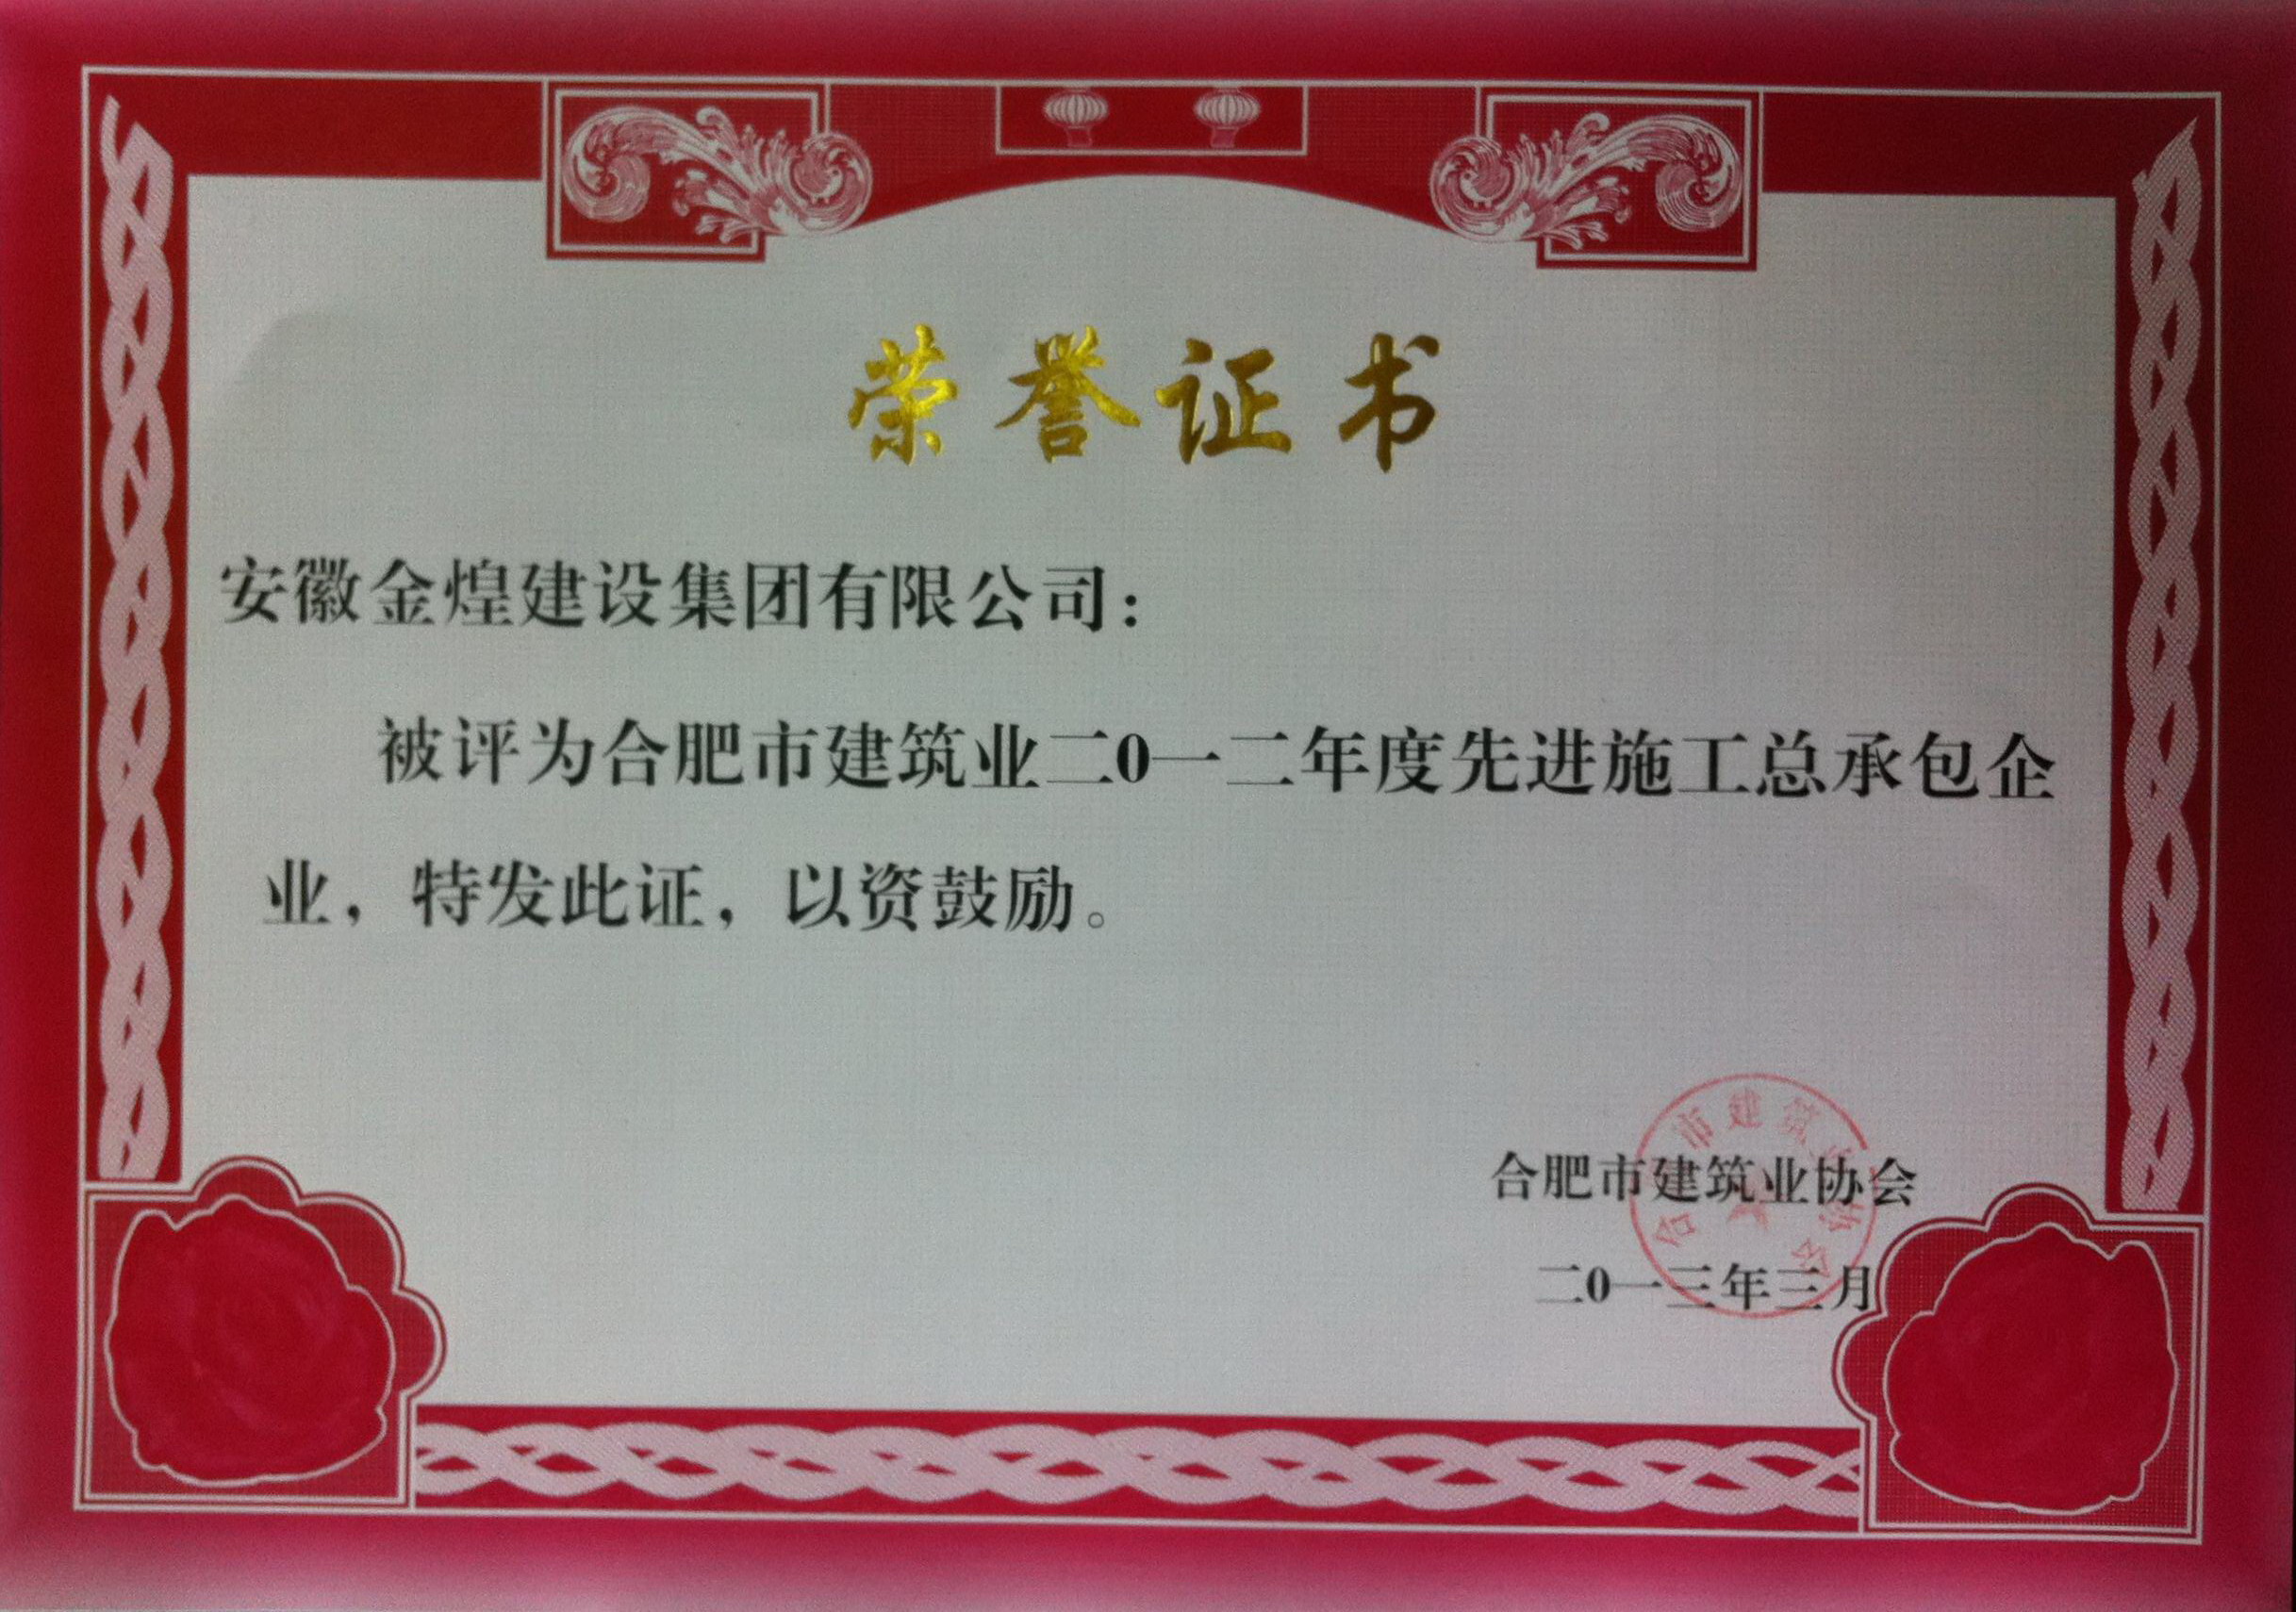 荣誉证书
安徽金煌建设集团有限公司：
被评为合肥市建筑业二0一二年度先进施工总承包企
业，特发此证，以资鼓励。
合肥市建筑业协会
二0一三年三月